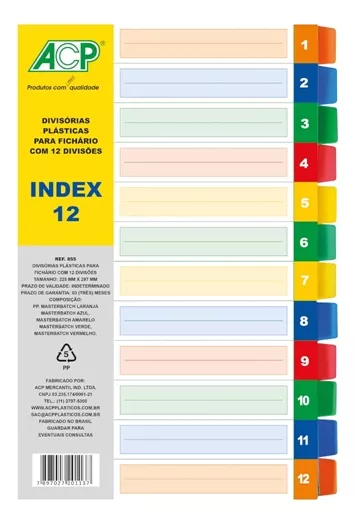 ACP®
Produtos com qualidade
DIVISÓRIAS
PLÁSTICAS
PARA FICHÁRIO
COM 12 DIVISÕES
INDEX
12
REF. 855
DIVISÓRIAS PLÁSTICAS PARA
FICHÁRIO COM 12 DIVISÕES
TAMANHO: 225 MM X 297 MM
PRAZO DE VALIDADE: INDETERMINADO
PRAZO DE GARANTIA: 03 (TRÊS) MESES
COMPOSIÇÃO:
PP, MASTERBATCH LARANJA
MASTERBATCH AZUL,
MASTERBATCH AMARELO
MASTERBATCH VERDE,
MASTERBATCH VERMELHO.
5
PP
FABRICADO POR:
ACP MERCANTIL IND. LTDA.
TEL.: (11) 2797-5300
WWW.ACPPLASTICOS.COM.BR
SAC@ACPPLASTICOS.COM.BR
FABRICADO NO BRASIL
GUARDAR PARA
EVENTUAIS CONSULTAS
1
2
3
4
5
6
7
8
9
10
11
12